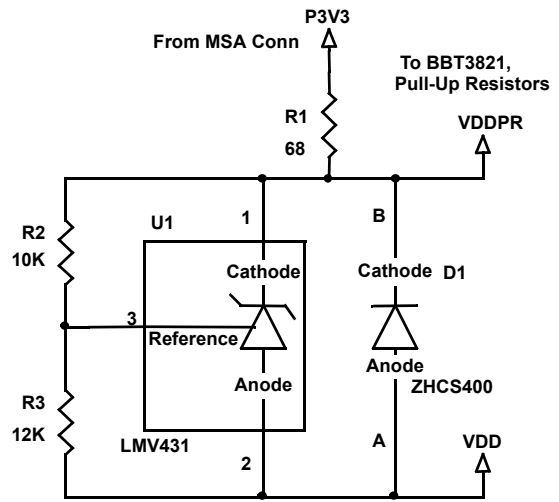 P3V3
From MSA Conn
To BBT3821,
Pull-Up Resistors
R1
68
VDDPR
U1
1
B
R2
10K
Cathode
Cathode
D1
3
Reference
Anode
Anode
ZHCS400
R3
12K
LMV431
2
A
VDD